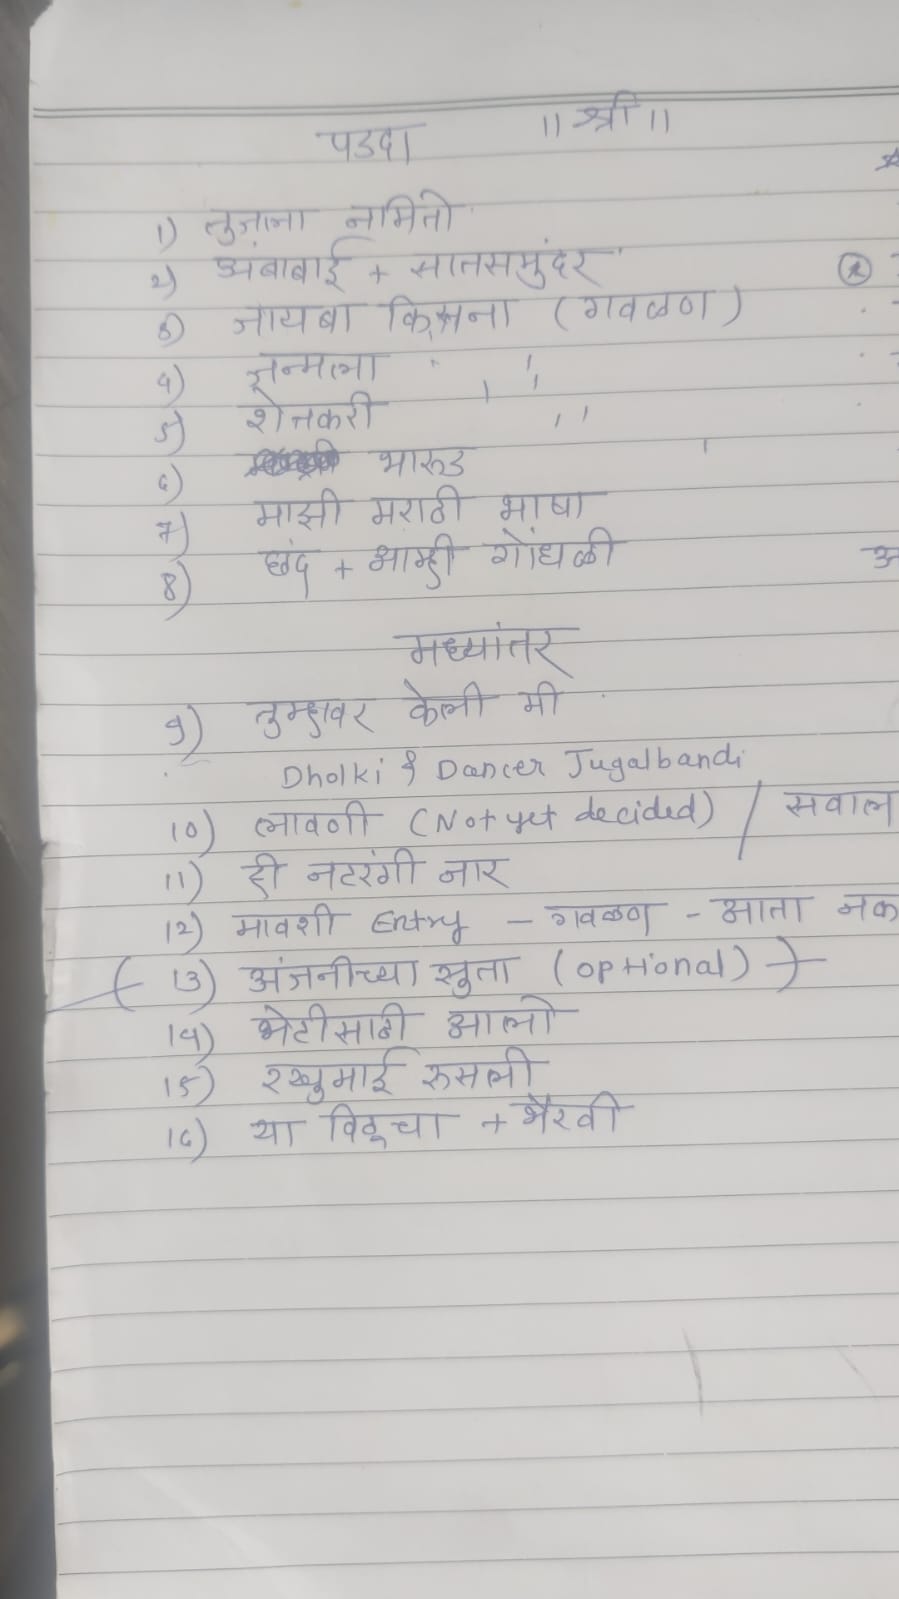 ॥ श्री ॥
पडदा
1) तुजला नमितो
2) अंबाबाई + सातसमुंदर
3) जायबा किसना (गवळण)
4) जन्मला
5) शेतकरी
6) भारुड
7) माझी मराठी भाषा
8) छंद + आम्ही गोंधळी
मध्यांतर
9) तुम्हावर केली मी
Dholki & Dancer Jugalbandi
10) लावणी (Not yet decided) / सवाल
11) ही नटरंगी नार
12) मावशी Entry - गवळण - आता नक
(13) अंजनीच्या सुता (optional))
14) भेटीसाठी आलो
15) रखुमाई रुसली
16) या विठूचा + भैरवी